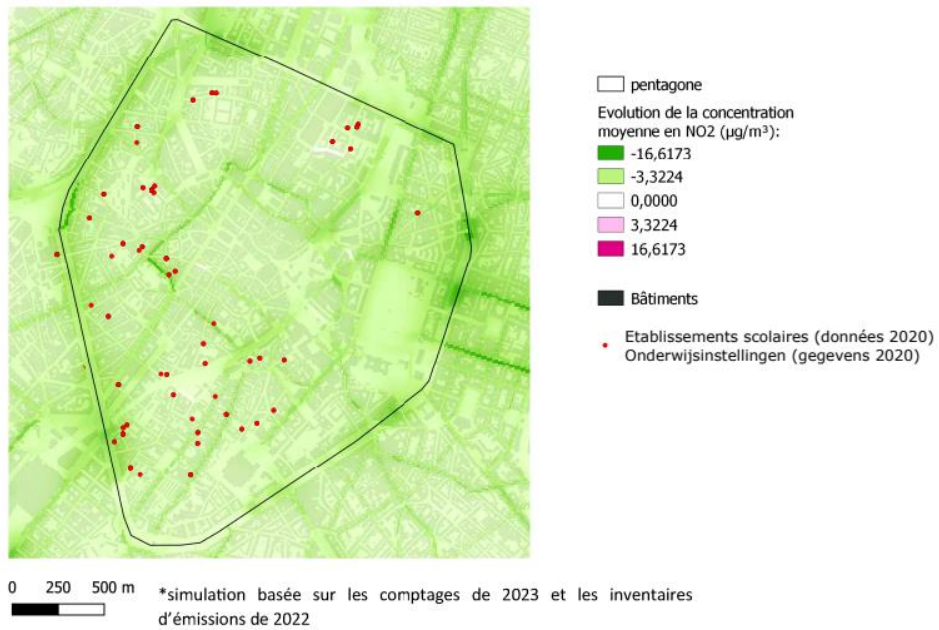 pentagone
Evolution de la concentration
moyenne en NO2 (µg/m³):
-16,6173
-3,3224
0,0000
3,3224
16,6173
Bâtiments
Etablissements scolaires (données 2020)
Onderwijsinstellingen (gegevens 2020)
0 250 500 m
*simulation basée sur les comptages de 2023 et les inventaires
d'émissions de 2022